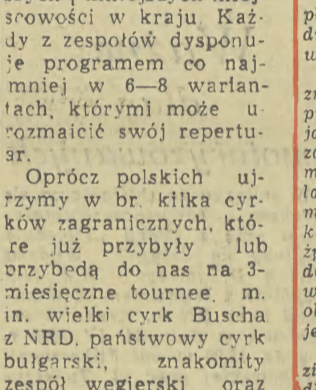 scowości w kraju. Każ-
dy z zespołów dysponu-
je programem co naj-
mniej w 6—8 warian-
tach, którymi może u-
rozmaicić swój repertu-
ar.
Oprócz polskich uj-
rzymy w br. kilka cyr-
ków zagranicznych, któ-
re już przybyły lub
przybędą do nas na 3-
miesięczne tournee, m.
in. wielki cyrk Buscha
z NRD, państwowy cyrk
bułgarski, znakomity
zespół węgierski oraz